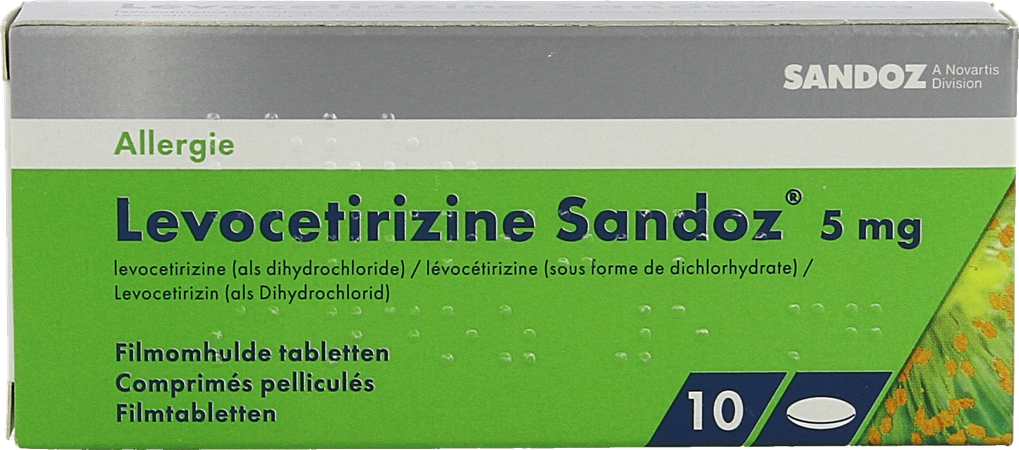 SANDOZ A Novartis
Division
Allergie
Levocetirizine Sandoz® 5 mg
levocetirizine (als dihydrochloride) / lévocétirizine (sous forme de dichlorhydrate) /
Levocetirizin (als Dihydrochlorid)
Filmomhulde tabletten
Comprimés pelliculés
Filmtabletten
10